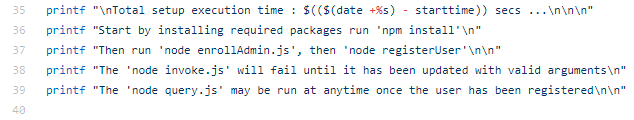 35 printf "\nTotal setup execution time : $(($(date +%s) - starttime)) secs ...\n\n\n"
36 printf "Start by installing required packages run 'npm install'\n"
37 printf "Then run 'node enrollAdmin.js', then 'node registerUser'\n\n"
38 printf "The 'node invoke.js' will fail until it has been updated with valid arguments\n"
39 printf "The 'node query.js' may be run at anytime once the user has been registered\n\n"
40